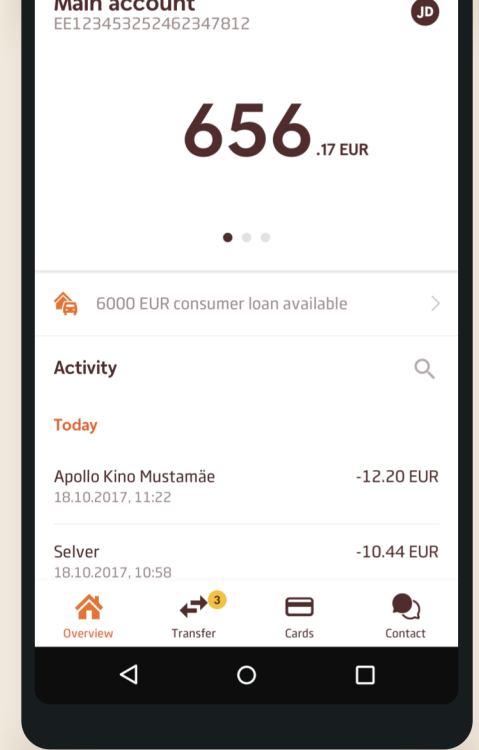 Main account
EE123453252462347812
JD
656.17 EUR
6000 EUR consumer loan available
Activity
Today
Apollo Kino Mustamäe
-12.20 EUR
18.10.2017, 11:22
Selver
-10.44 EUR
18.10.2017, 10:58
3
Overview
Transfer
Cards
Contact